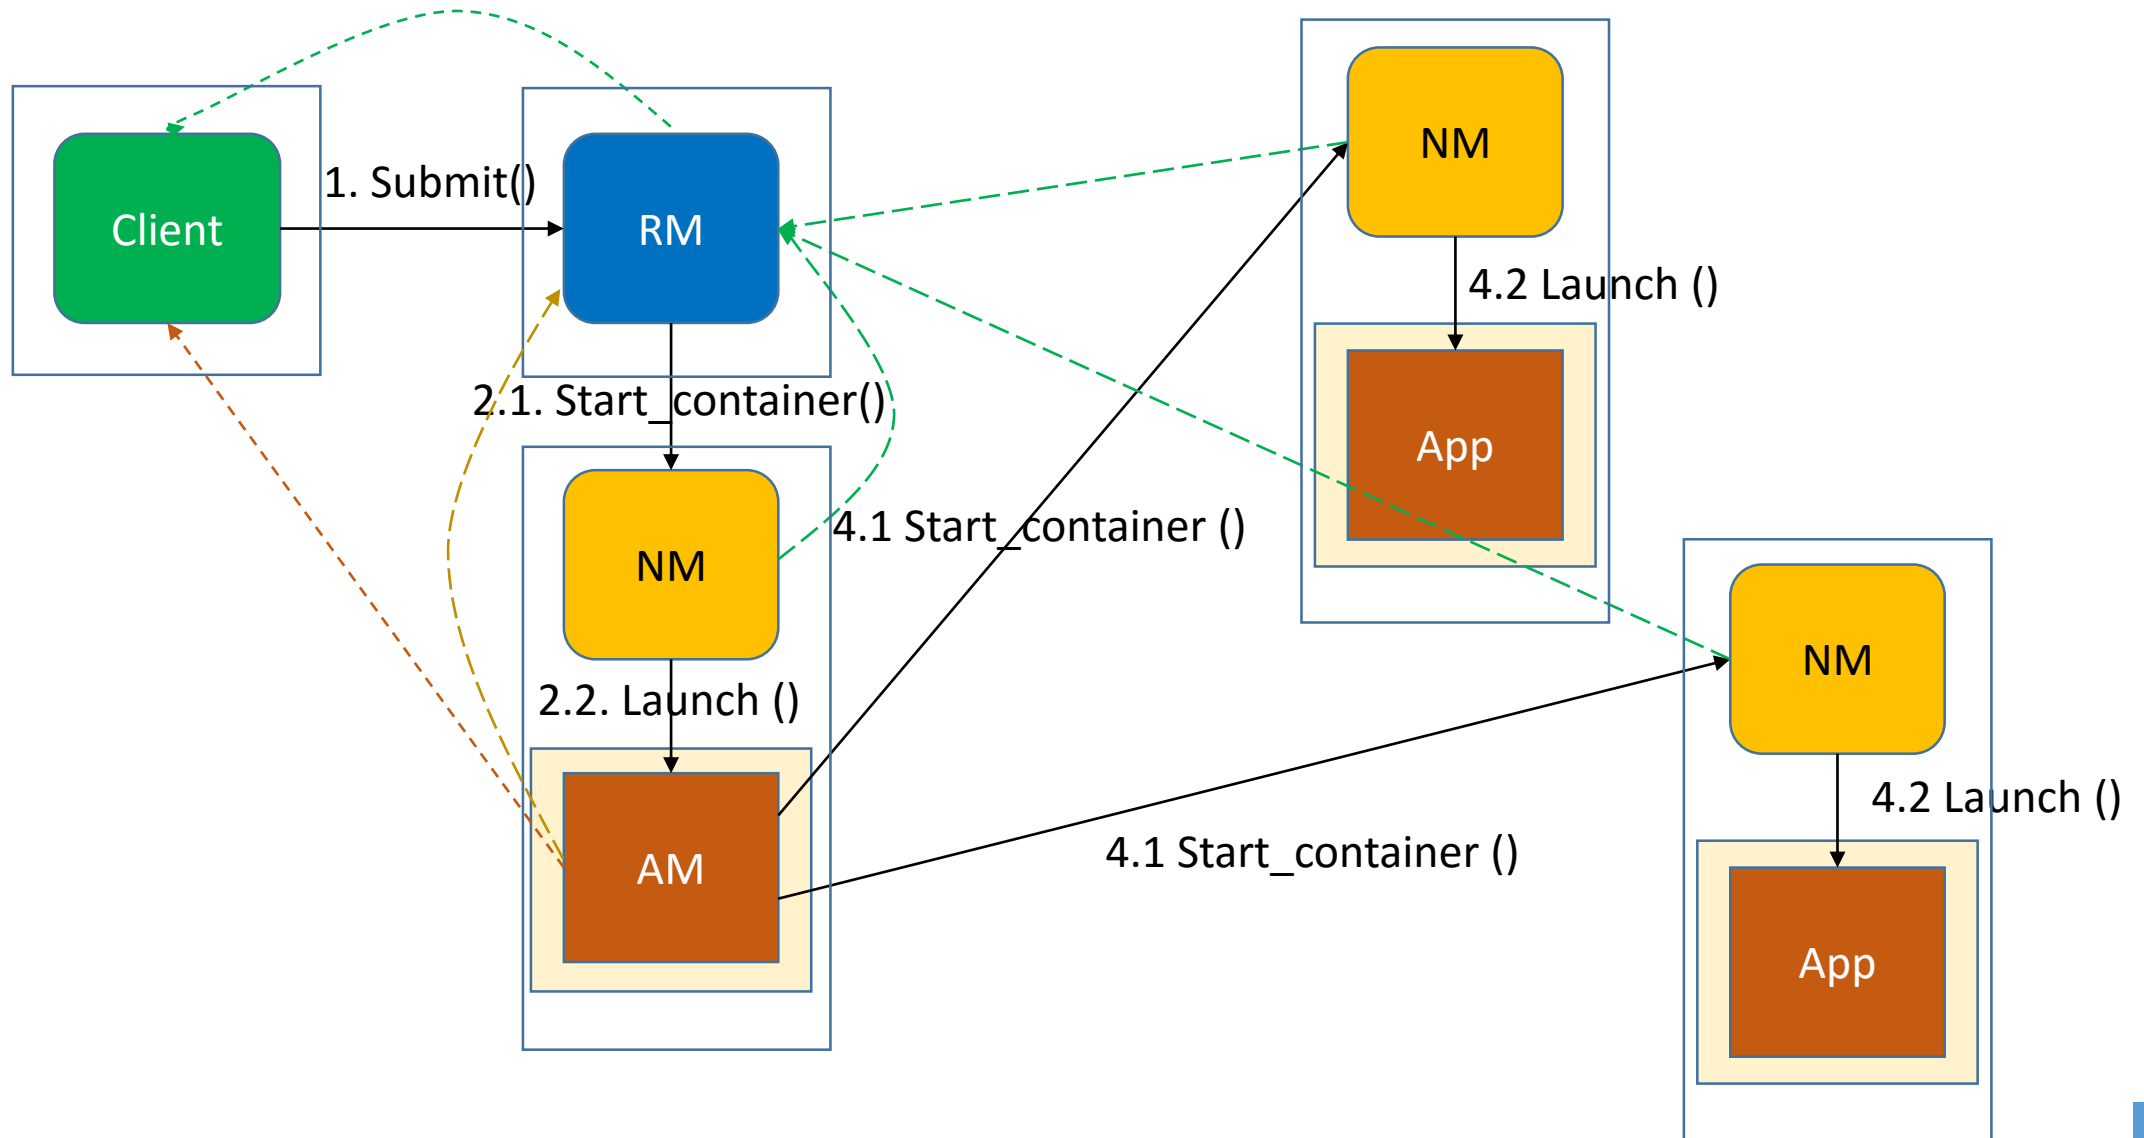 Client
1. Submit()
RM
NM
4.2 Launch ()
2.1. Start_container()
App
4.1 Start_container ()
NM
NM
2.2. Launch ()
4.2 Launch ()
4.1 Start_container ()
AM
App